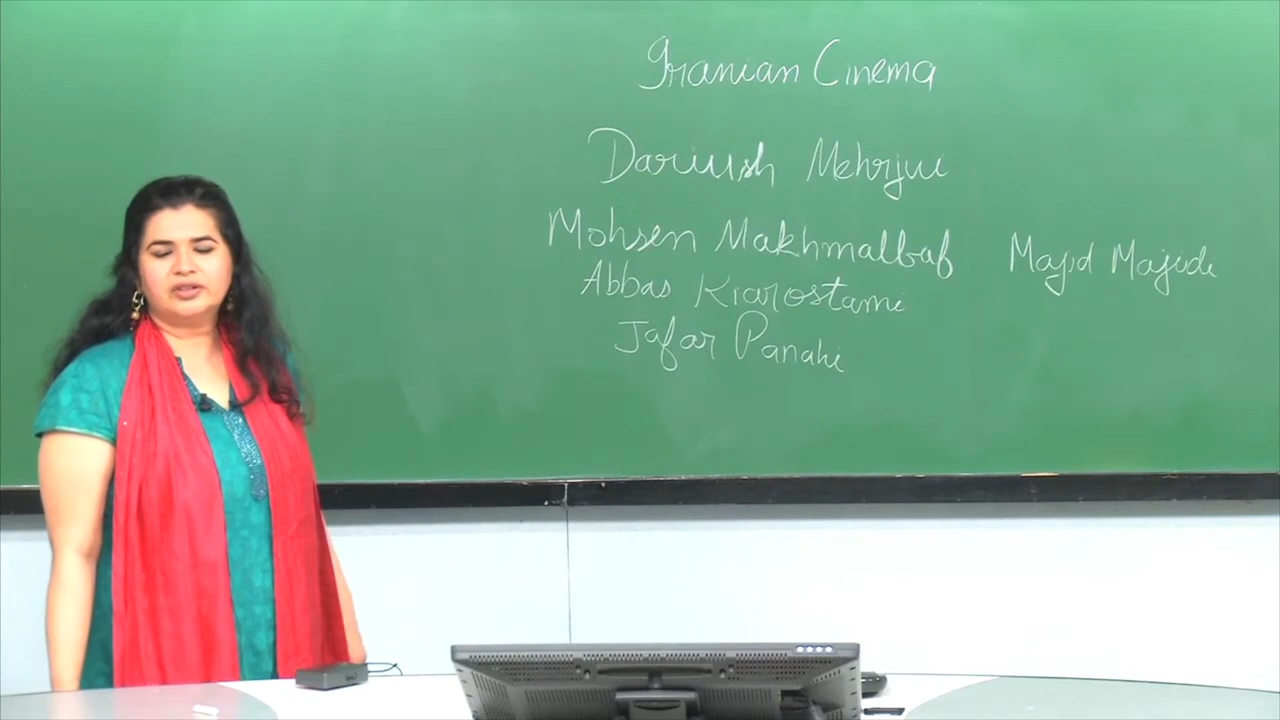 Iranian Cinema
Dariush Mehrjui
Mohsen Makhmalbaf Majid Majidi
Abbas Kiarostami
Jafar Panahi